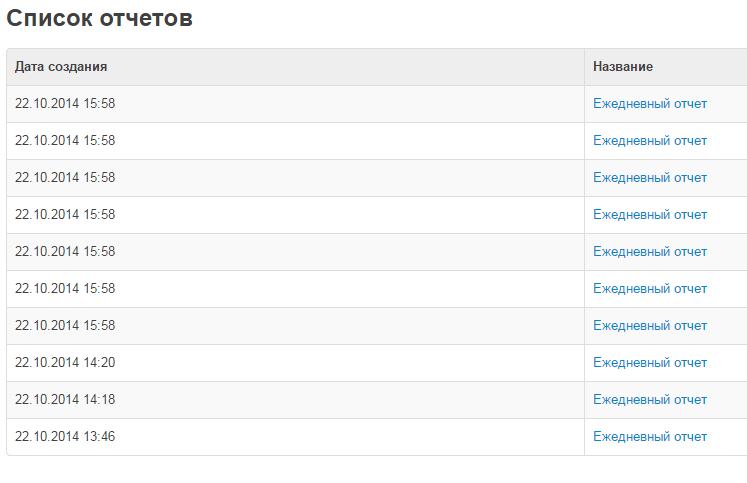 Список отчетов
Дата создания Название
22.10.2014 15:58 Ежедневный отчет
22.10.2014 15:58 Ежедневный отчет
22.10.2014 15:58 Ежедневный отчет
22.10.2014 15:58 Ежедневный отчет
22.10.2014 15:58 Ежедневный отчет
22.10.2014 15:58 Ежедневный отчет
22.10.2014 15:58 Ежедневный отчет
22.10.2014 14:20 Ежедневный отчет
22.10.2014 14:18 Ежедневный отчет
22.10.2014 13:46 Ежедневный отчет